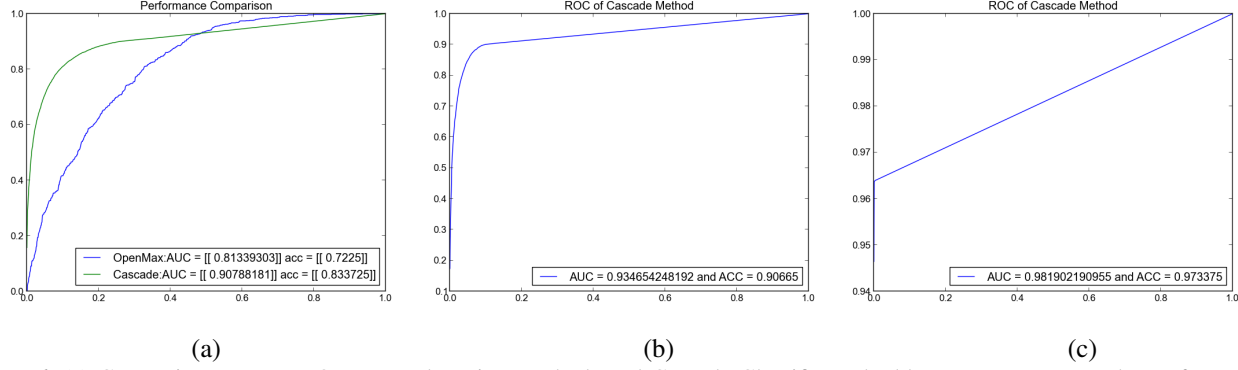 Performance Comparison
1.0
0.8
0.6
0.4
0.2
0.0
0.0 0.2 0.4 0.6 0.8 1.0
OpenMax:AUC = [[ 0.81339303]] acc = [[ 0.7225]]
Cascade:AUC = [[ 0.90788181]] acc = [[ 0.833725]]
(a)
ROC of Cascade Method
1.0
0.9
0.8
0.7
0.6
0.5
0.4
0.3
0.2
0.1
0.0 0.2 0.4 0.6 0.8 1.0
AUC = 0.934654248192 and ACC = 0.90665
(b)
ROC of Cascade Method
1.00
0.99
0.98
0.97
0.96
0.95
0.94
0.0 0.2 0.4 0.6 0.8 1.0
AUC = 0.981902190955 and ACC = 0.973375
(c)